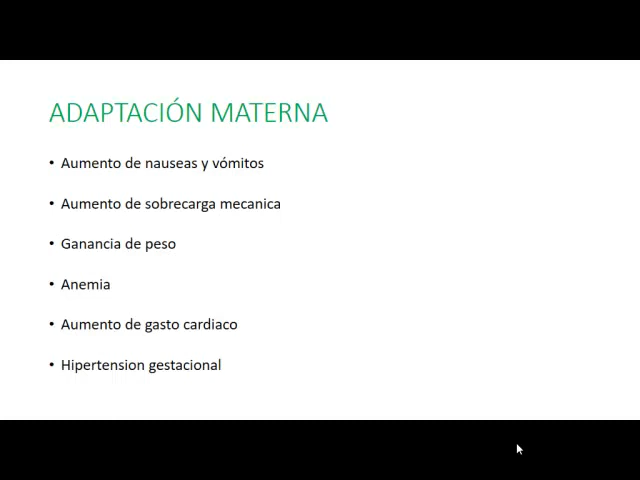 ADAPTACIÓN MATERNA
• Aumento de nauseas y vómitos
• Aumento de sobrecarga mecanica
• Ganancia de peso
• Anemia
• Aumento de gasto cardiaco
• Hipertension gestacional